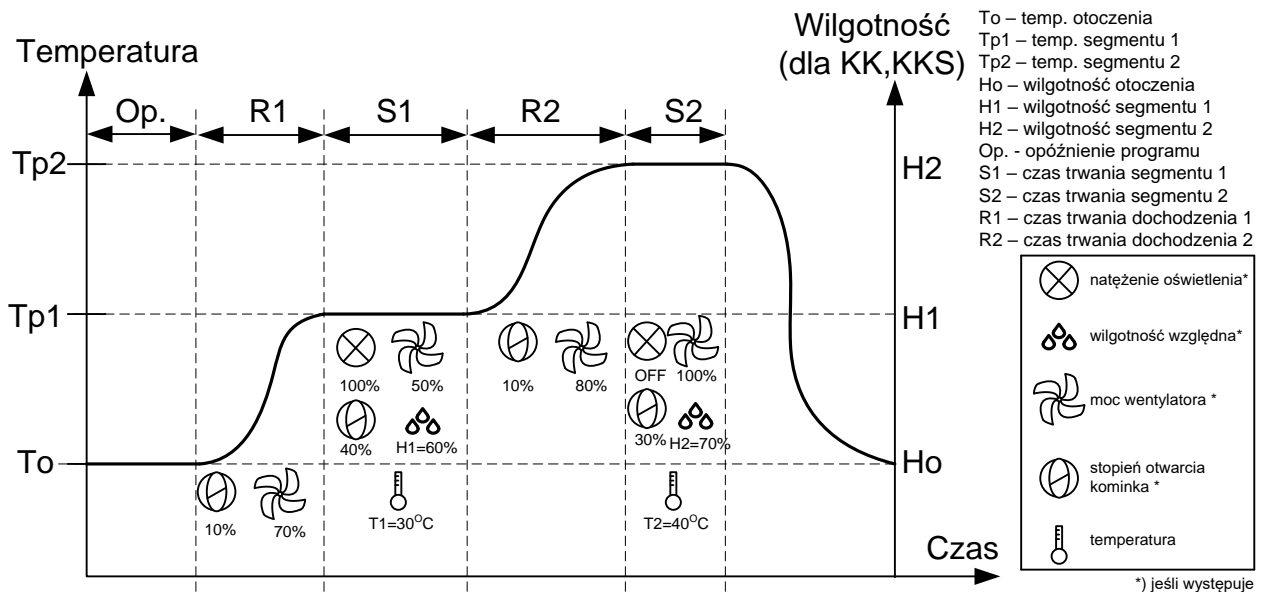 Temperatura
Wilgotność
(dla KK,KKS)
Op.
R1
S1
R2
S2
Tp2
H2
Tp1
H1
100%
50%
10%
80%
OFF
100%
40%
H1=60%
30%
H2=70%
To
Ho
10%
70%
T1=30°C
T2=40°C
Czas
To – temp. otoczenia
Tp1 – temp. segmentu 1
Tp2 – temp. segmentu 2
Ho – wilgotność otoczenia
H1 – wilgotność segmentu 1
H2 – wilgotność segmentu 2
Op. - opóźnienie programu
S1 – czas trwania segmentu 1
S2 – czas trwania segmentu 2
R1 – czas trwania dochodzenia 1
R2 – czas trwania dochodzenia 2
natężenie oświetlenia*
wilgotność względna*
moc wentylatora *
stopień otwarcia
kominka *
temperatura
*) jeśli występuje